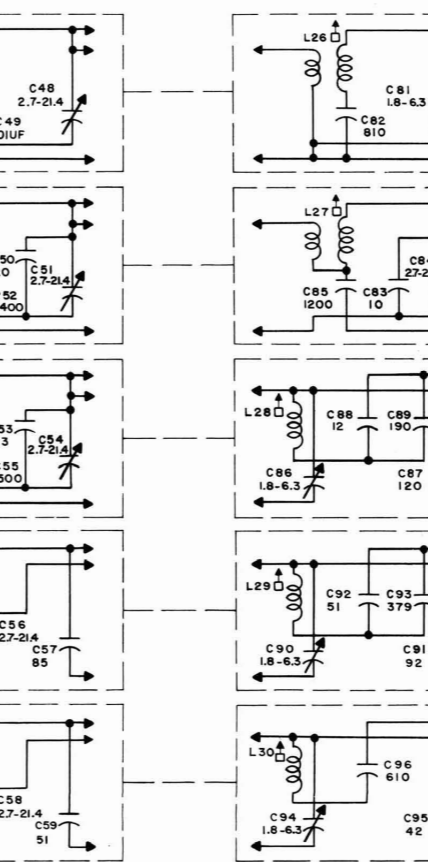 C48
2.7-21.4
C49
.01UF
L26
C81
1.8-6.3
C82
810
C51
2.7-21.4
L27
C85
1200
C83
10
C54
2.7-21.4
L28
C88
12
C89
190
C86
1.8-6.3
C87
120
C56
2.7-21.4
C57
85
L29
C92
51
C93
379
C90
1.8-6.3
C91
92
C58
2.7-21.4
C59
51
L30
C96
610
C94
1.8-6.3
C95
42